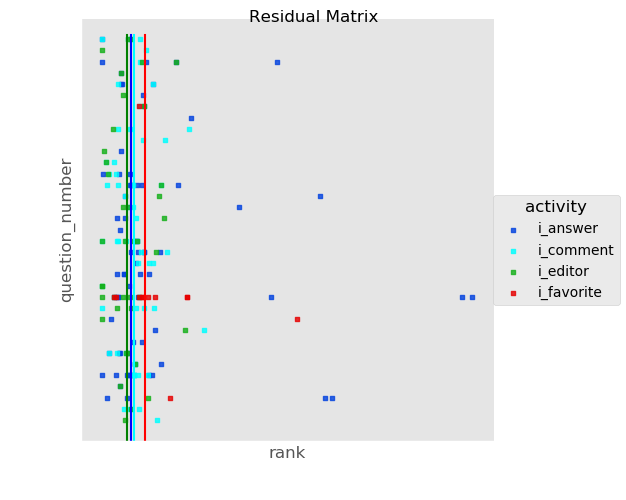 Residual Matrix
question_number
rank
activity
i_answer
i_comment
i_editor
i_favorite